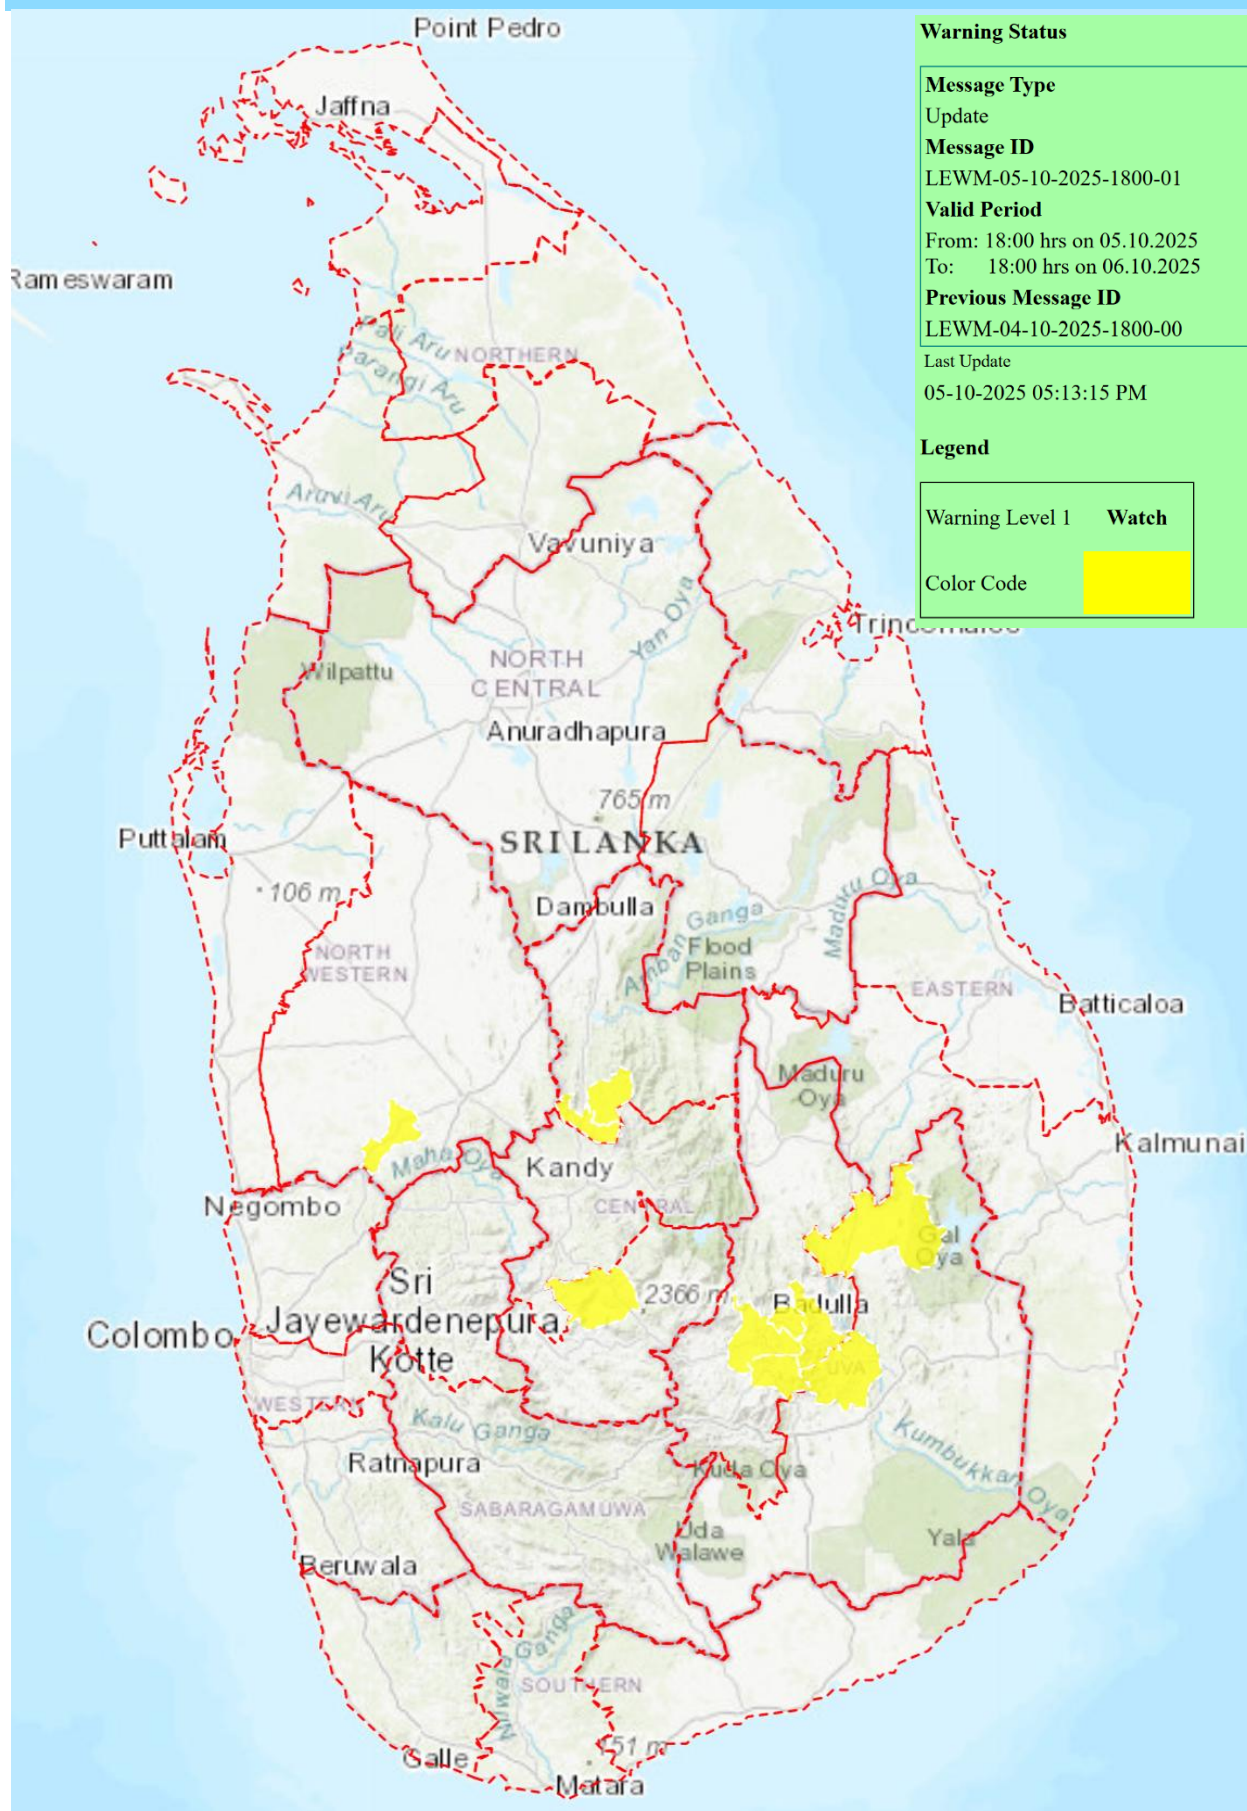 Point Pedro
Jaffna
Rameswaram
Pali Aru
Parangi Aru
NORTHERN
Aruvi Aru
Vavuniya
Yan Oya
Trincomalee
Wilpattu
NORTH
CENTRAL
Anuradhapura
765 m
Puttalam
SRI LANKA
106 m
Dambulla
Maduru Oya
Amban Ganga
Flood
Plains
NORTH
WESTERN
EASTERN
Batticaloa
Maduru
Oya
Kalmunai
Maha Oya
Kandy
Negombo
CENTRAL
Gal
Oya
Sri
Jayewardenepura
Kotte
2366 m
Badulla
Colombo
UVA
WESTERN
Kalu Ganga
Kumbukkan Oya
Ratnapura
Kuda Oya
SABARAGAMUWA
Uda
Walawe
Yala
Beruwala
Nilwala Ganga
SOUTHERN
Galle
151 m
Matara
Warning Status
Message Type
Update
Message ID
LEWM-05-10-2025-1800-01
Valid Period
From: 18:00 hrs on 05.10.2025
To: 18:00 hrs on 06.10.2025
Previous Message ID
LEWM-04-10-2025-1800-00
Last Update
05-10-2025 05:13:15 PM
Legend
Warning Level 1 Watch
Color Code